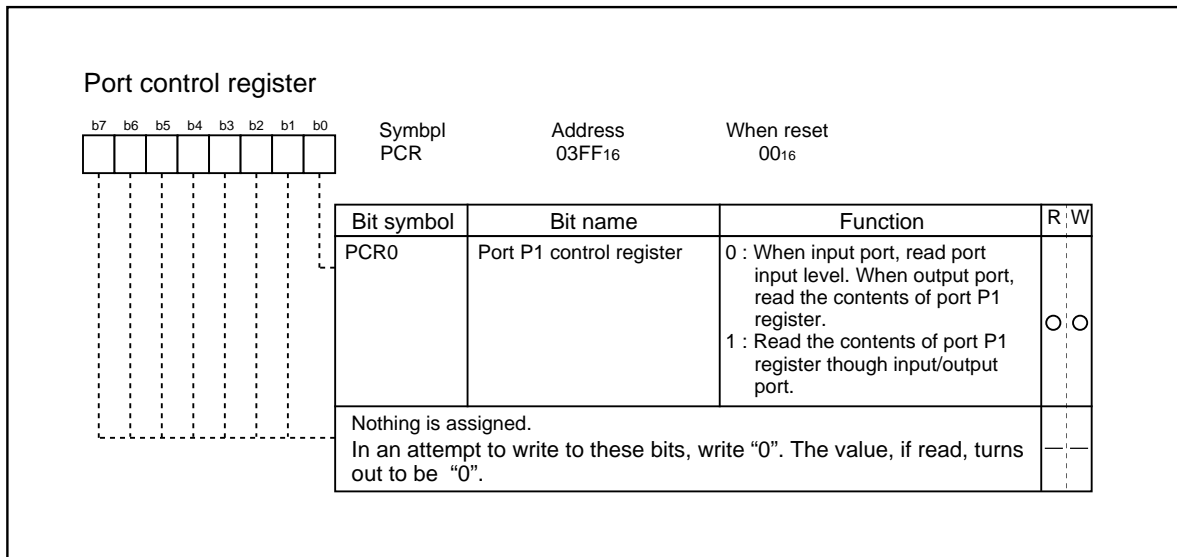 Port control register
b7 b6 b5 b4 b3 b2 b1 b0
Symbpl Address When reset
PCR 03FF16 0016
Bit symbol Bit name Function R W
PCR0 Port P1 control register 0 : When input port, read port
input level. When output port,
read the contents of port P1
register.
1 : Read the contents of port P1
register though input/output
port.
Nothing is assigned.
In an attempt to write to these bits, write “0”. The value, if read, turns
out to be “0”.